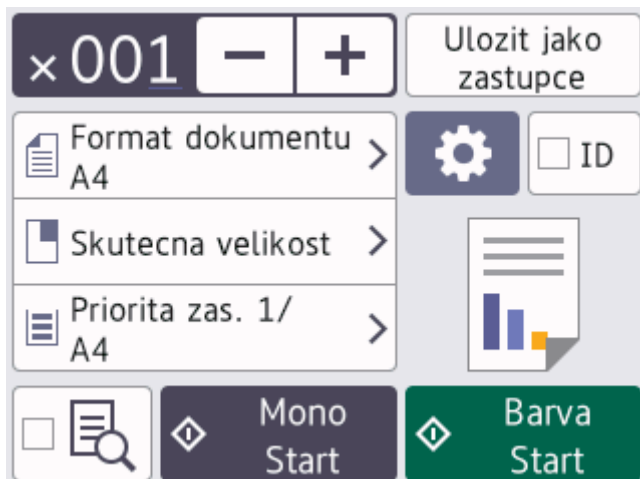 ×001 − +
Ulozit jako
zastupce
Format dokumentu
A4
ID
Skutecna velikost
Priorita zas. 1/
A4
Mono
Start
Barva
Start